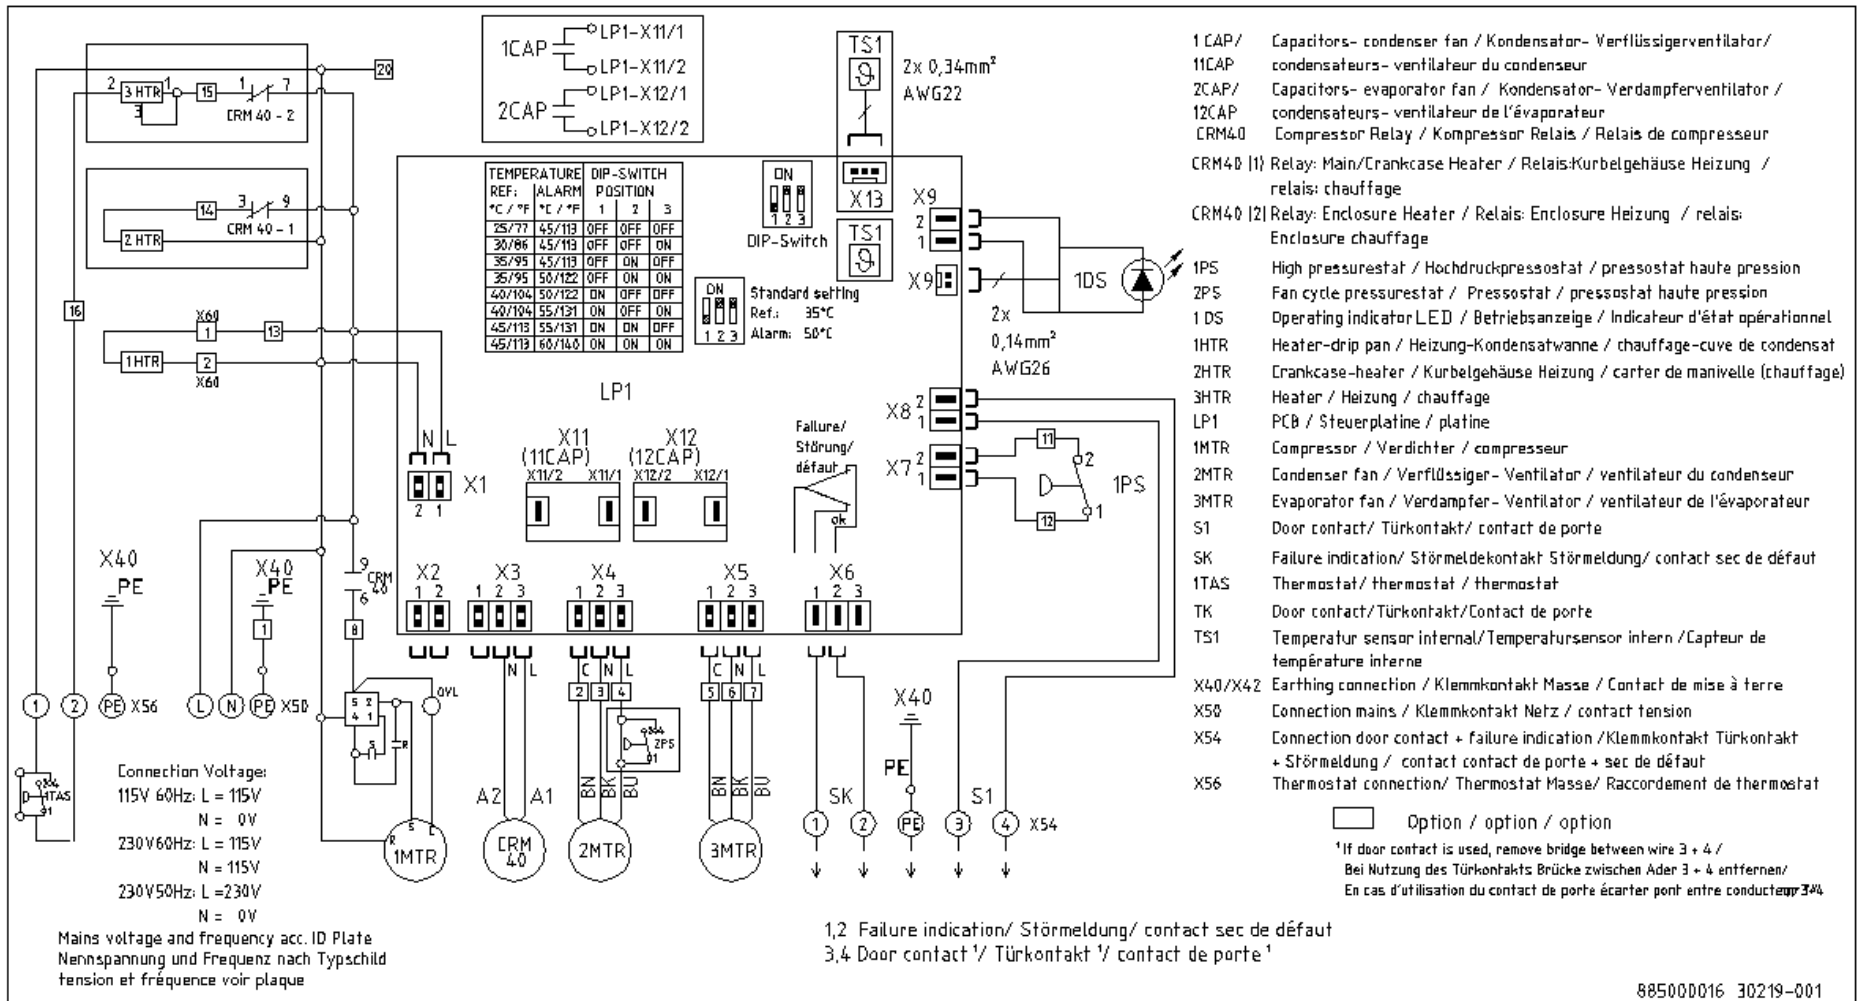 20
2 3 HTR 1 15 1 7
3 CRM 40 - 2
14 3 9
CRM 40 - 1
2 HTR
16
X60
1 13
1HTR 2
X60
1CAP LP1-X11/1
LP1-X11/2
2CAP LP1-X12/1
LP1-X12/2
TS1
2x 0,34mm²
AWG22
X13
TS1
TEMPERATURE DIP-SWITCH
REF: ALARM POSITION
°C / °F °C / °F 1 2 3
25/77 45/113 OFF OFF OFF
30/86 45/113 OFF OFF ON
35/95 45/113 OFF ON OFF
35/95 50/122 OFF ON ON
40/104 50/122 ON OFF OFF
40/104 55/131 ON OFF ON
45/113 55/131 ON ON OFF
45/113 60/140 ON ON ON
ON
1 2 3
DIP-Switch
ON
1 2 3
Standard setting
Ref.: 35°C
Alarm: 50°C
X9
2
1
X9
1DS
2x
0,14mm²
AWG26
LP1
X8 2
1
X7 2
1
11
2
1PS
12
1
N L
X1
2 1
X11
(11CAP)
X11/2 X11/1
X12
(12CAP)
X12/2 X12/1
Failure/
Störung/
défaut
ok
X40
PE
X40
PE
1
9
CRM
40
6
8
X2
1 2
X3
1 2 3
X4
1 2 3
X5
1 2 3
X6
1 2 3
N L
C N L
2 3 4
C N L
5 6 7
1 2 PE X56
L N PE X50
5 2
4 1
OVL
S R
2PS
1
1TAS
1
BN BK BU
BN BK BU
A2 A1
R S C
1MTR
CRM
40
2MTR
3MTR
X40
PE
SK
S1
1 2 PE 3 4 X54
Connection Voltage:
115V 60Hz: L = 115V
N = 0V
230V60Hz: L = 115V
N = 115V
230V50Hz: L =230V
N = 0V
Mains voltage and frequency acc. ID Plate
Nennspannung und Frequenz nach Typschild
tension et fréquence voir plaque
1,2 Failure indication/ Störmeldung/ contact sec de défaut
3,4 Door contact ¹/ Türkontakt ¹/ contact de porte ¹
1 CAP/ Capacitors- condenser fan / Kondensator- Verflüssigerventilator/
11CAP condensateurs- ventilateur du condenseur
2CAP/ Capacitors- evaporator fan / Kondensator- Verdampferventilator /
12CAP condensateurs- ventilateur de l'évaporateur
CRM40 Compressor Relay / Kompressor Relais / Relais de compresseur
CRM40 (1) Relay: Main/Crankcase Heater / Relais:Kurbelgehäuse Heizung /
relais: chauffage
CRM40 (2) Relay: Enclosure Heater / Relais: Enclosure Heizung / relais:
Enclosure chauffage
1PS High pressurestat / Hochdruckpressostat / pressostat haute pression
2PS Fan cycle pressurestat / Pressostat / pressostat haute pression
1 DS Operating indicator LED / Betriebsanzeige / Indicateur d'état opérationnel
1HTR Heater-drip pan / Heizung-Kondensatwanne / chauffage-cuve de condensat
2HTR Crankcase-heater / Kurbelgehäuse Heizung / carter de manivelle (chauffage)
3HTR Heater / Heizung / chauffage
LP1 PCB / Steuerplatine / platine
1MTR Compressor / Verdichter / compresseur
2MTR Condenser fan / Verflüssiger- Ventilator / ventilateur du condenseur
3MTR Evaporator fan / Verdampfer- Ventilator / ventilateur de l'évaporateur
S1 Door contact/ Türkontakt/ contact de porte
SK Failure indication/ Störmeldekontakt Störmeldung/ contact sec de défaut
1TAS Thermostat/ thermostat / thermostat
TK Door contact/Türkontakt/Contact de porte
TS1 Temperatur sensor internal/Temperatursensor intern /Capteur de
température interne
X40/X42 Earthing connection / Klemmkontakt Masse / Contact de mise à terre
X50 Connection mains / Klemmkontakt Netz / contact tension
X54 Connection door contact + failure indication /Klemmkontakt Türkontakt
+ Störmeldung / contact contact de porte + sec de défaut
X56 Thermostat connection/ Thermostat Masse/ Raccordement de thermostat
Option / option / option
¹If door contact is used, remove bridge between wire 3 + 4 /
Bei Nutzung des Türkontakts Brücke zwischen Ader 3 + 4 entfernen/
En cas d'utilisation du contact de porte écarter pont entre
885000016 30219-001